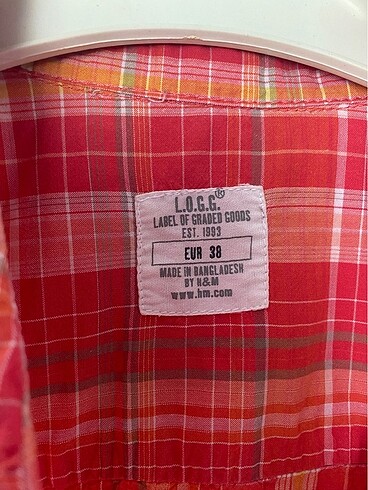 L.O.G.G.®
LABEL OF GRADED GOODS
EST. 1993
EUR 38
MADE IN BANGLADESH
BY H&M
www.hm.com